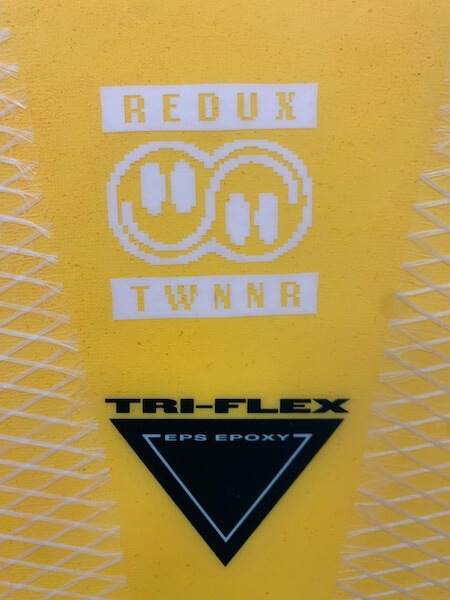 REDUX
TWNNR
TRI-FLEX
EPS EPOXY